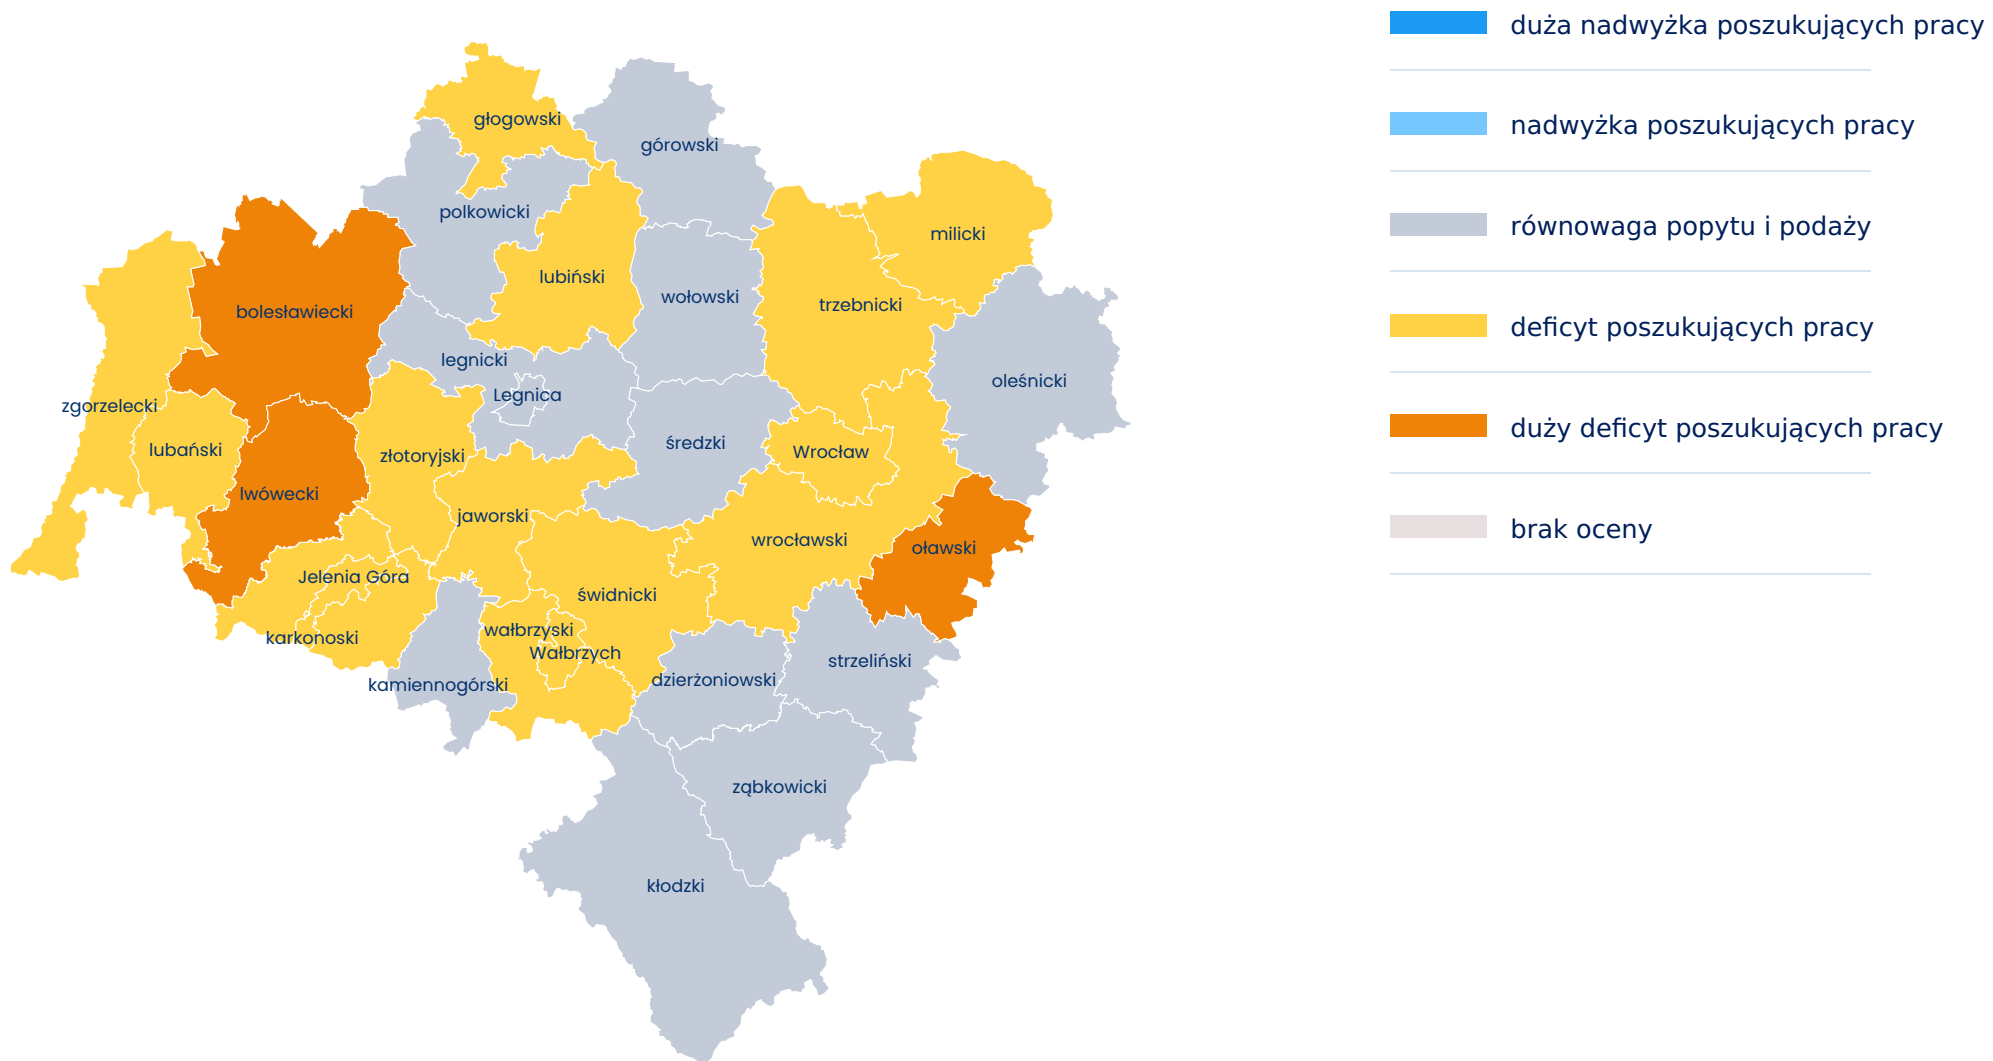 duża nadwyżka poszukujących pracy
nadwyżka poszukujących pracy
równowaga popytu i podaży
deficyt poszukujących pracy
duży deficyt poszukujących pracy
brak oceny
głogowski
górowski
polkowicki
milicki
lubiński
wołowski
trzebnicki
bolesławiecki
legnicki
oleśnicki
Legnica
zgorzelecki
średzki
lubański
Wrocław
złotoryjski
lwówecki
jaworski
wrocławski
oławski
Jelenia Góra
świdnicki
wałbrzyski
karkonoski
Wałbrzych
strzeliński
dzierżoniowski
kamiennogórski
ząbkowicki
kłodzki